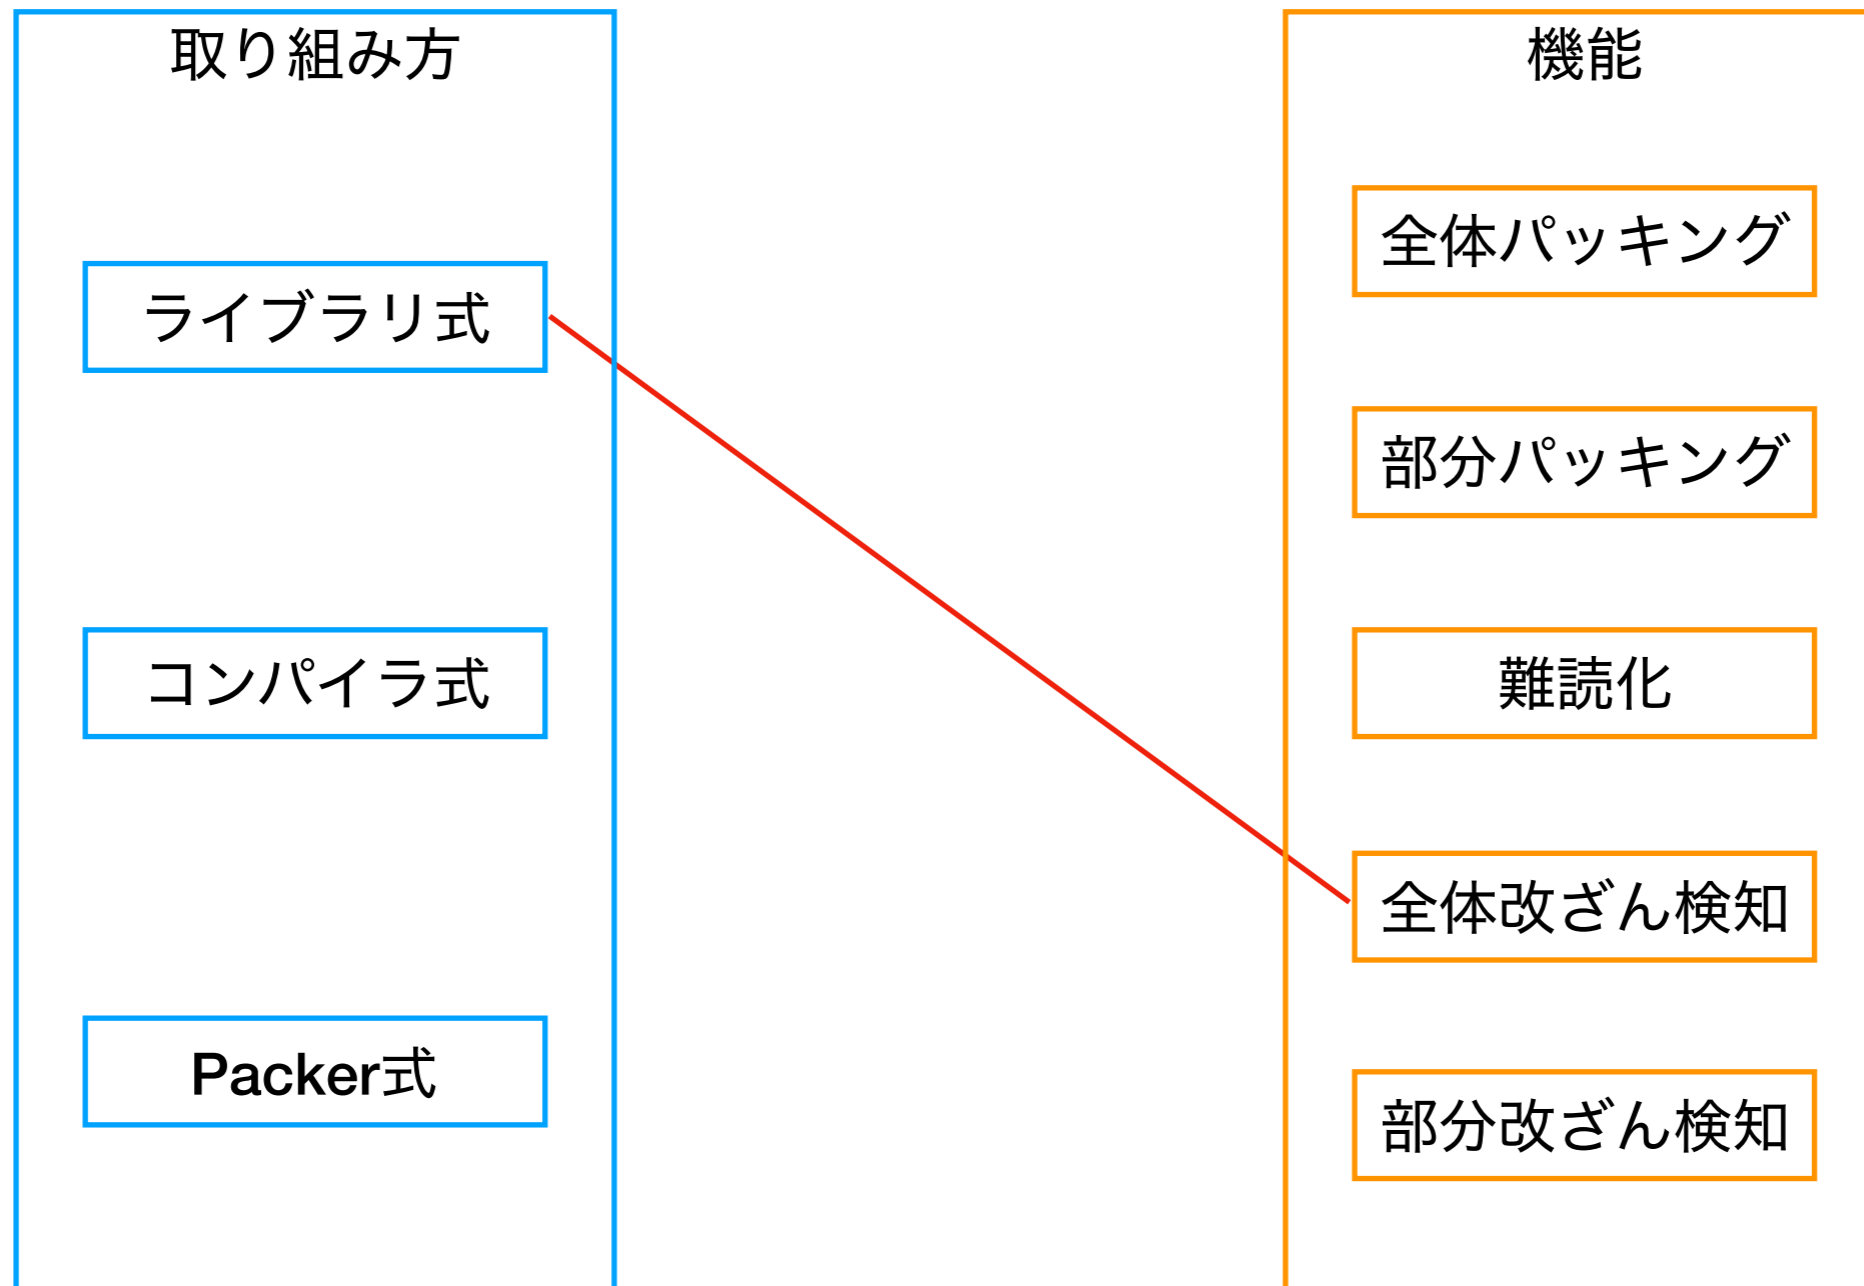 取り組み方
ライブラリ式
コンパイラ式
Packer式
機能
全体パッキング
部分パッキング
難読化
全体改ざん検知
部分改ざん検知